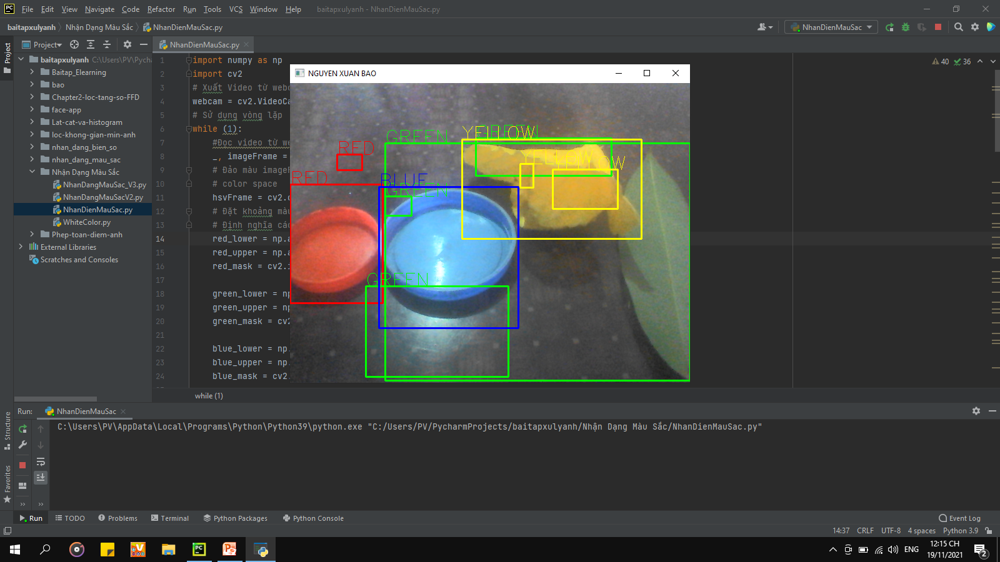 File Edit View Navigate Code Refactor Run Tools VCS Window Help baitapxulyanh - NhanDienMauSac.py
baitapxulyanh Nhận Dạng Màu Sắc NhanDienMauSac.py NhanDienMauSac
Project NhanDienMauSac.py
Project
baitapxulyanh C:\Users\PV\Pycha
Baitap_Elearning
bao
Chapter2-loc-tang-so-FFD
face-app
Lat-cat-va-histogram
loc-khong-gian-min-anh
nhan_dang_bien_so
nhan_dang_mau_sac
Nhận Dạng Màu Sắc
NhanDangMauSac_V3.py
NhanDangMauSacV2.py
NhanDienMauSac.py
WhiteColor.py
Phep-toan-diem-anh
External Libraries
Scratches and Consoles
40 36
1 import numpy as np
2 import cv2
3 # Xuất Video từ webc
4 webcam = cv2.VideoCa
5 # Sử dụng vòng lặp
6 while (1):
7 #Đọc video từ we
8 _, imageFrame =
9 # Đảo màu imageF
10 # color space
11 hsvFrame = cv2.c
12 # Đặt khoảng màu
13 # Định nghĩa các
14 red_lower = np.a
15 red_upper = np.a
16 red_mask = cv2.i
17
18 green_lower = np
19 green_upper = np
20 green_mask = cv2
21
22 blue_lower = np.
23 blue_upper = np.
24 blue_mask = cv2.
while (1)
NGUYEN XUAN BAO
GREEN
YELLOW
GREEN
RED
YELLOW
RED
BLUE
GREEN
GREEN
Run: NhanDienMauSac
C:\Users\PV\AppData\Local\Programs\Python\Python39\python.exe "C:/Users/PV/PycharmProjects/baitapxulyanh/Nhận Dạng Màu Sắc/NhanDienMauSac.py"
Structure
Favorites
Run TODO Problems Terminal Python Packages Python Console Event Log
14:37 CRLF UTF-8 4 spaces Python 3.9
ENG 12:15 CH
19/11/2021
2